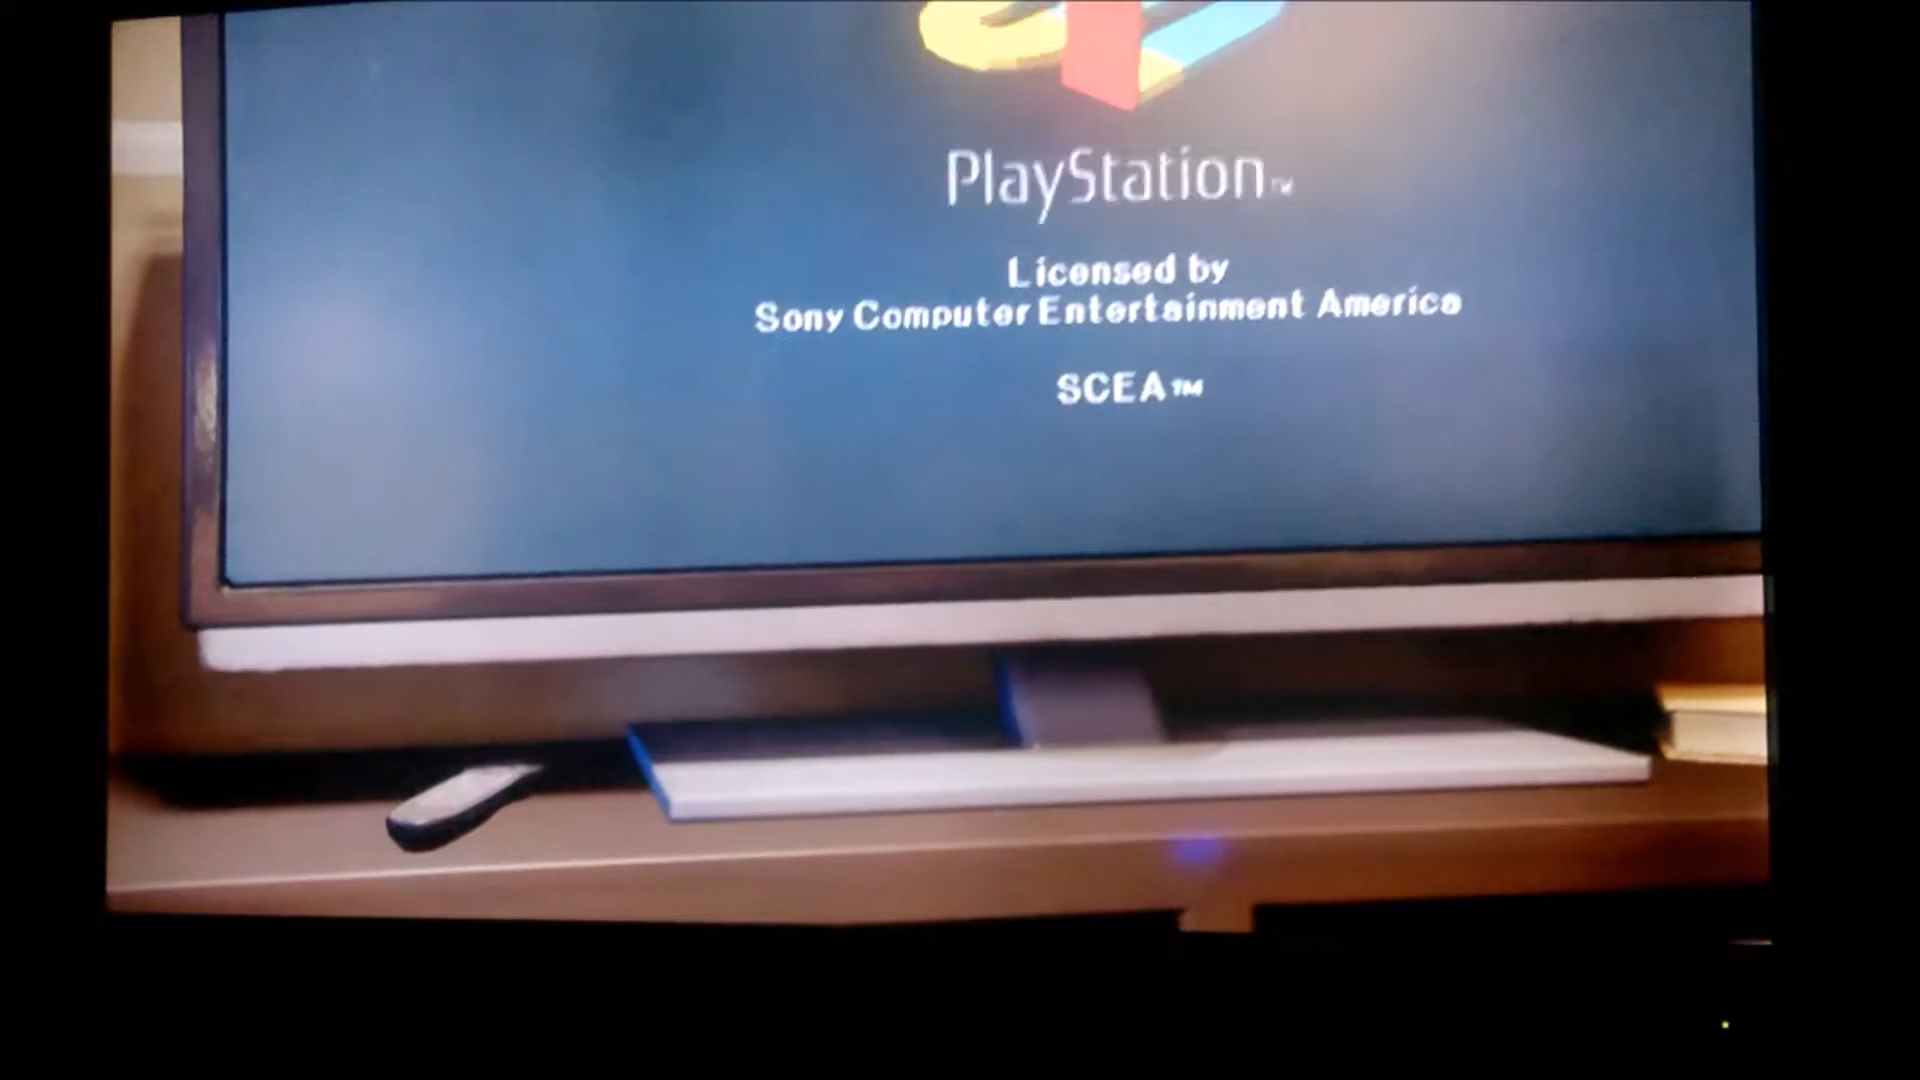 PlayStation™
Licensed by
Sony Computer Entertainment America
SCEA™